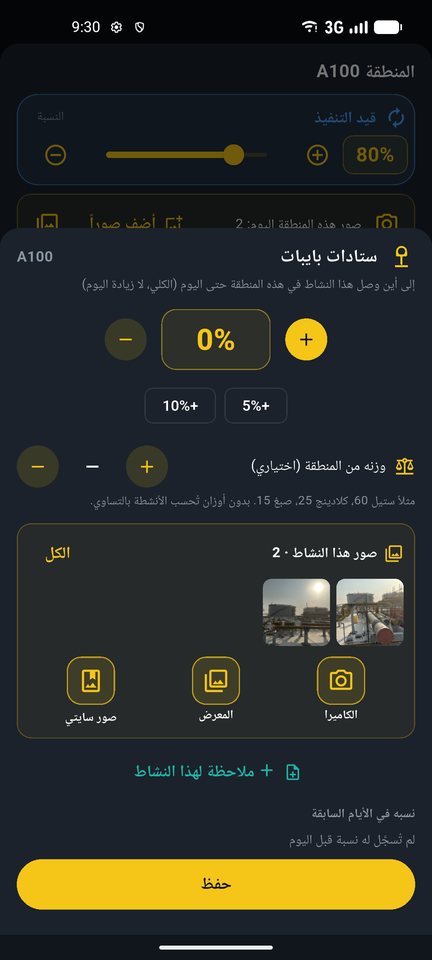 9:30
3G
المنطقة A100
قيد التنفيذ
النسبة
80%
صور هذه المنطقة اليوم: 2
أضف صوراً
ستادات بايبات
A100
إلى أين وصل هذا النشاط في هذه المنطقة حتى اليوم (الكلي، لا زيادة اليوم)
0%
+5%
+10%
وزنه من المنطقة (اختياري)
مثلاً ستيل 60, كلادينج 25, صبغ 15. بدون أوزان تُحسب الأنشطة بالتساوي.
صور هذا النشاط · 2
الكل
الكاميرا
المعرض
صور سايتي
+ ملاحظة لهذا النشاط
نسبه في الأيام السابقة
لم تُسجَّل له نسبة قبل اليوم
حفظ